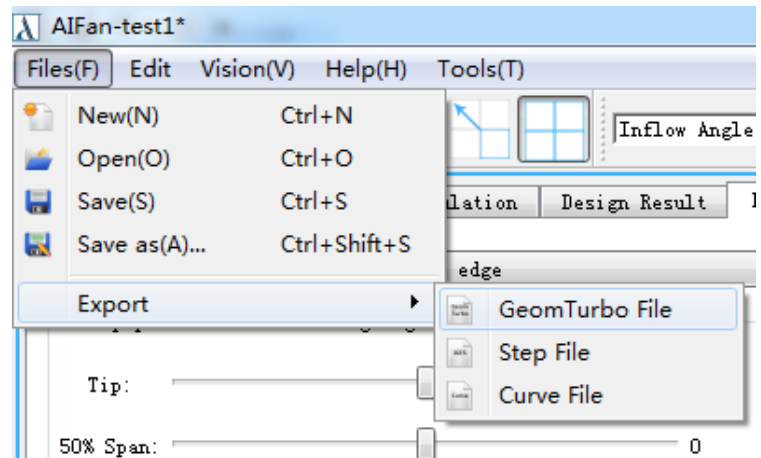 AIFan-test1*
Files(F) Edit Vision(V) Help(H) Tools(T)
New(N) Ctrl+N
Open(O) Ctrl+O
Save(S) Ctrl+S
Save as(A)... Ctrl+Shift+S
Export
Inflow Angle
Design Result
edge
GeomTurbo File
Step File
Curve File
Tip:
50% Span: 0